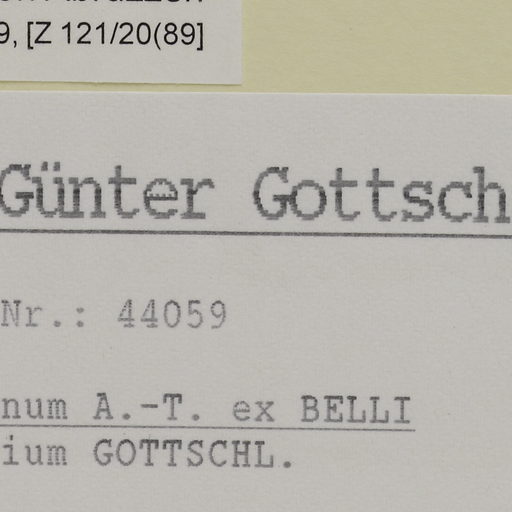 9, [Z 121/20(89]
Günter Gottsch
Nr.: 44059
num A.-T. ex BELLI
ium GOTTSCHL.